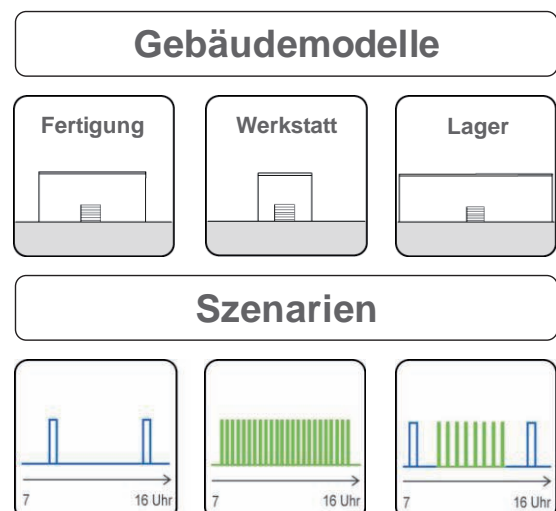 Gebäudemodelle
Fertigung Werkstatt Lager
Szenarien
7 16 Uhr 7 16 Uhr 7 16 Uhr